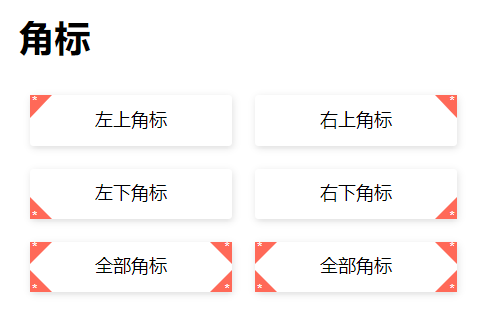 角标
* 左上角标 右上角标 *
* 左下角标 右下角标 *
* * 全部角标 * * 全部角标 * *
* *